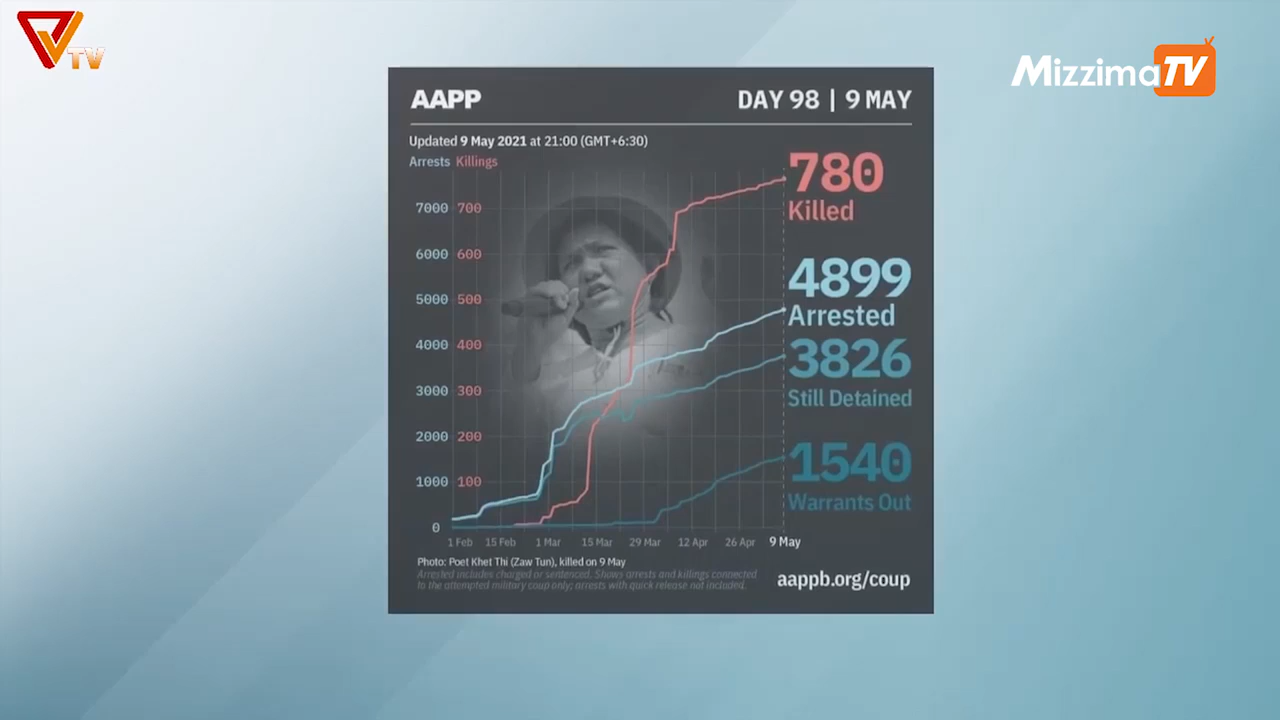 TV
MizzimaTV
AAPP
DAY 98 | 9 MAY
Updated 9 May 2021 at 21:00 (GMT+6:30)
Arrests Killings
780
Killed
7000 700
6000 600
4899
Arrested
5000 500
4000 400
3826
Still Detained
3000 300
2000 200
1540
Warrants Out
1000 100
0
1 Feb 15 Feb 1 Mar 15 Mar 29 Mar 12 Apr 26 Apr 9 May
Photo: Poet Khet Thi (Zaw Tun), killed on 9 May
Arrested includes charged or sentenced. Shows arrests and killings connected
to the attempted military coup only; arrests with quick release not included.
aappb.org/coup